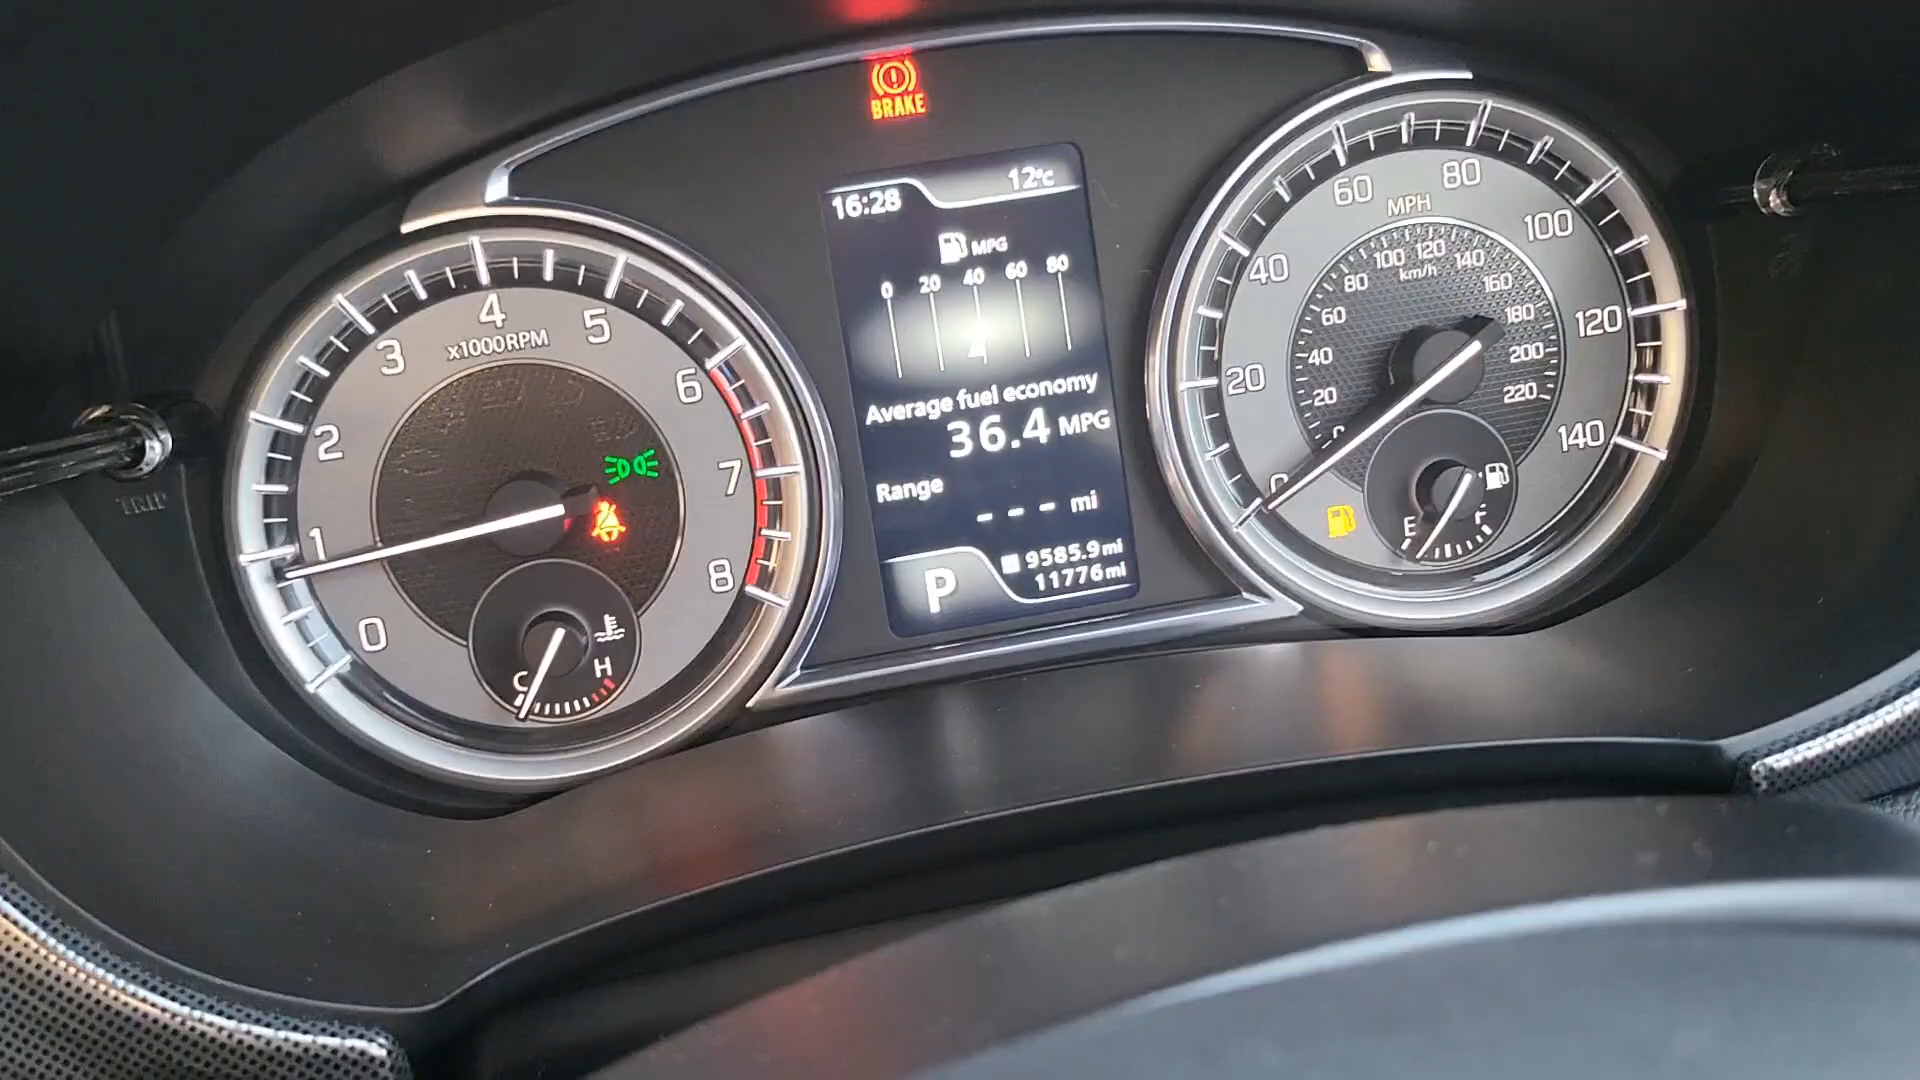 BRAKE
16:28 12°C
MPG
0 20 40 60 80
Average fuel economy
36.4 MPG
Range
--- mi
9585.9 mi
P 11776 mi
0 1 2 3 4 5 6 7 8
x1000RPM
C H
TRIP
0 20 40 60 80 100 120 140
MPH
0 20 40 60 80 100 120 140 160 180 200 220
km/h
E F